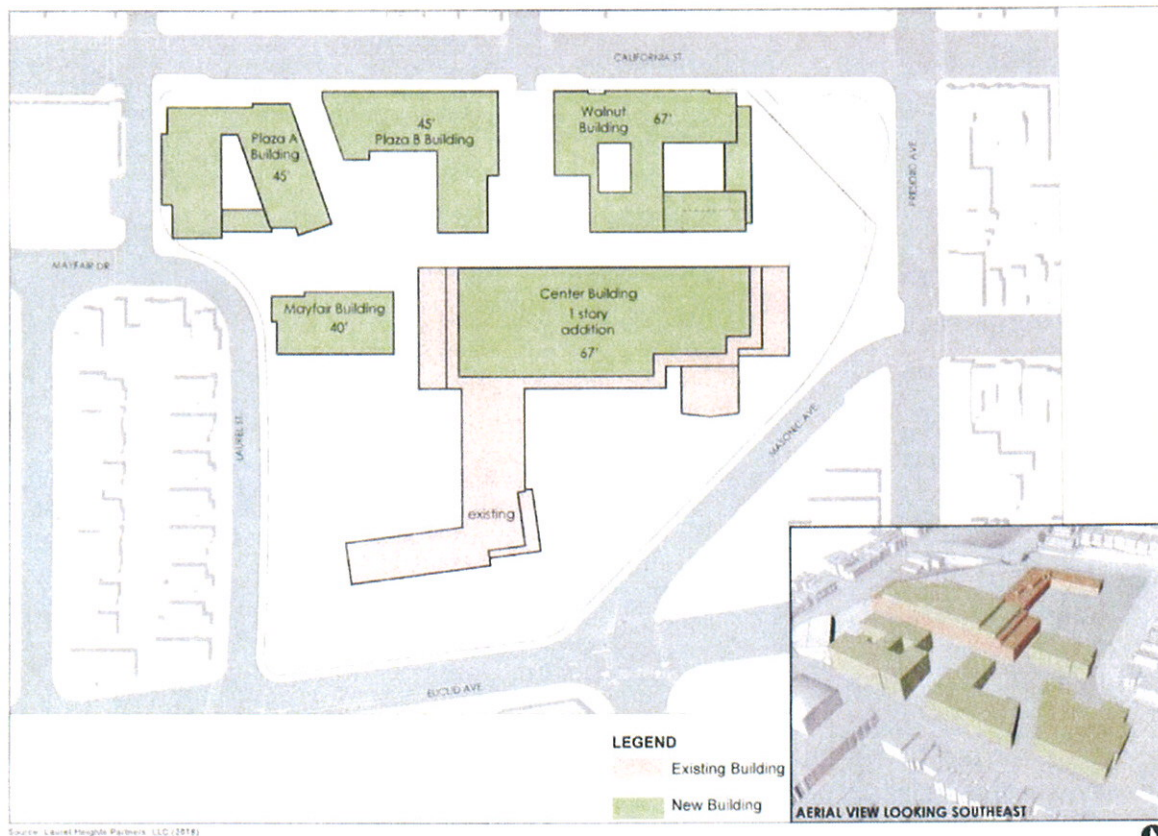 CALIFORNIA ST.
Plaza A
Building
45'
45'
Plaza B Building
Walnut
Building
67'
PRESIDIO AVE.
MAYFAIR DR.
Mayfair Building
40'
Center Building
1 story
addition
67'
LAUREL ST.
MASONIC AVE.
existing
EUCLID AVE.
LEGEND
Existing Building
New Building
AERIAL VIEW LOOKING SOUTHEAST
Source: Laurel Heights Partners, LLC (2018)